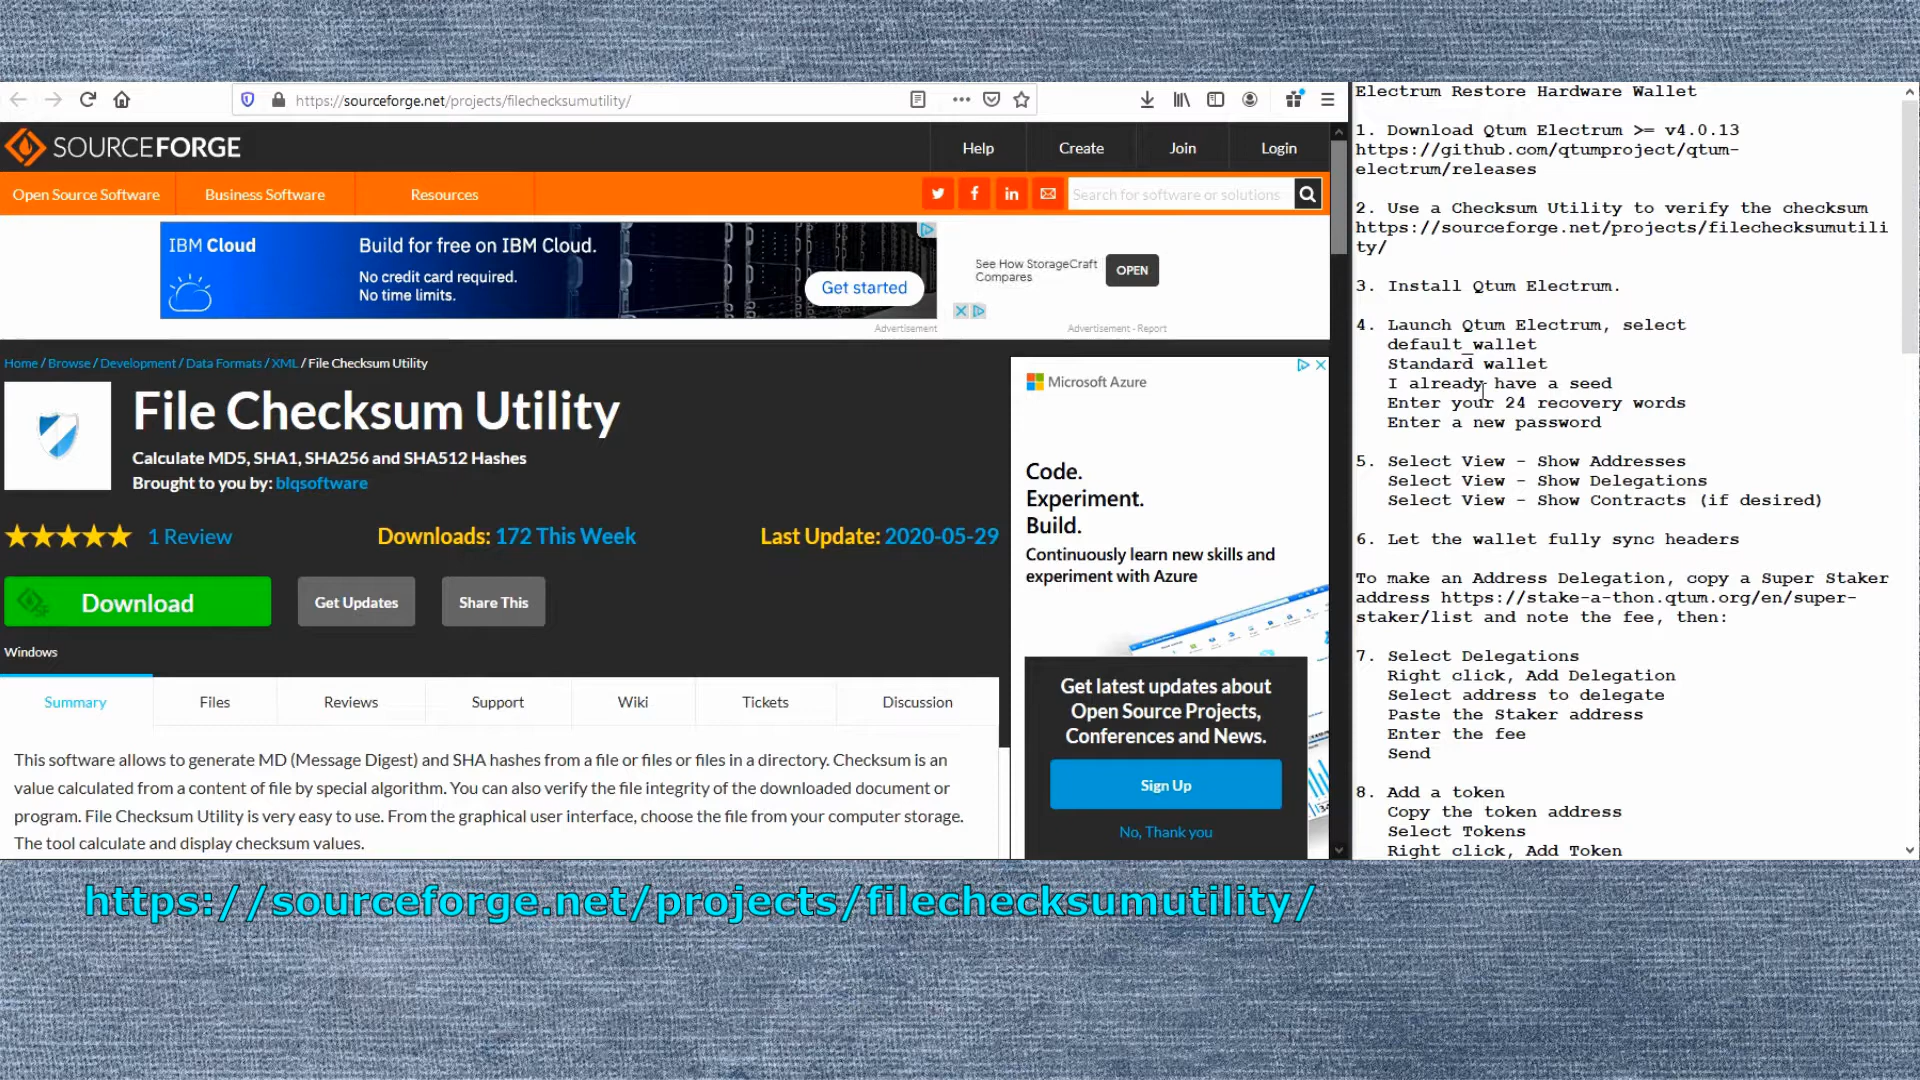 https://sourceforge.net/projects/filechecksumutility/
SOURCEFORGE
Help
Create
Join
Login
Open Source Software
Business Software
Resources
Search for software or solutions
IBM Cloud
Build for free on IBM Cloud.
No credit card required.
No time limits.
Get started
See How StorageCraft
Compares
OPEN
Advertisement
Advertisement - Report
Home / Browse / Development / Data Formats / XML / File Checksum Utility
File Checksum Utility
Calculate MD5, SHA1, SHA256 and SHA512 Hashes
Brought to you by: blqsoftware
1 Review
Downloads: 172 This Week
Last Update: 2020-05-29
Download
Get Updates
Share This
Windows
Summary
Files
Reviews
Support
Wiki
Tickets
Discussion
This software allows to generate MD (Message Digest) and SHA hashes from a file or files or files in a directory. Checksum is an
value calculated from a content of file by special algorithm. You can also verify the file integrity of the downloaded document or
program. File Checksum Utility is very easy to use. From the graphical user interface, choose the file from your computer storage.
The tool calculate and display checksum values.
Microsoft Azure
Code.
Experiment.
Build.
Continuously learn new skills and
experiment with Azure
Get latest updates about
Open Source Projects,
Conferences and News.
Sign Up
No, Thank you
Electrum Restore Hardware Wallet
1. Download Qtum Electrum >= v4.0.13
https://github.com/qtumproject/qtum-
electrum/releases
2. Use a Checksum Utility to verify the checksum
https://sourceforge.net/projects/filechecksumutili
ty/
3. Install Qtum Electrum.
4. Launch Qtum Electrum, select
default_wallet
Standard wallet
I already have a seed
Enter your 24 recovery words
Enter a new password
5. Select View - Show Addresses
Select View - Show Delegations
Select View - Show Contracts (if desired)
6. Let the wallet fully sync headers
To make an Address Delegation, copy a Super Staker
address https://stake-a-thon.qtum.org/en/super-
staker/list and note the fee, then:
7. Select Delegations
Right click, Add Delegation
Select address to delegate
Paste the Staker address
Enter the fee
Send
8. Add a token
Copy the token address
Select Tokens
Right click, Add Token
https://sourceforge.net/projects/filechecksumutility/